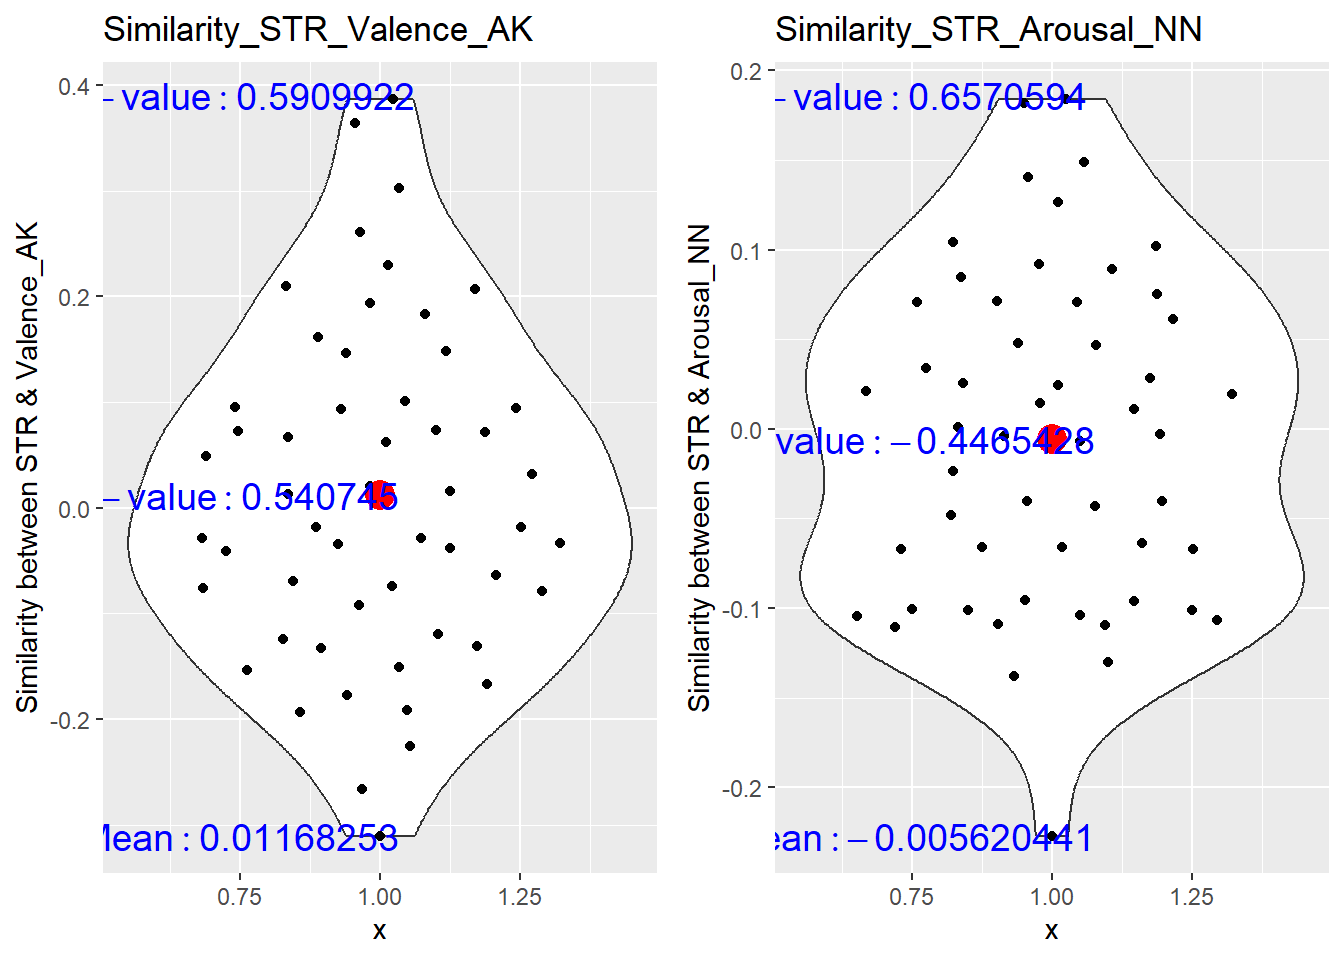 Similarity_STR_Valence_AK
Similarity between STR & Valence_AK
0.4
0.2
0.0
-0.2
− value : 0.5909922
− value : 0.540745
Mean : 0.01168253
0.75 1.00 1.25
x
Similarity_STR_Arousal_NN
Similarity between STR & Arousal_NN
0.2
0.1
0.0
-0.1
-0.2
− value : 0.6570594
value : −0.4465428
ean : −0.005620441
0.75 1.00 1.25
x